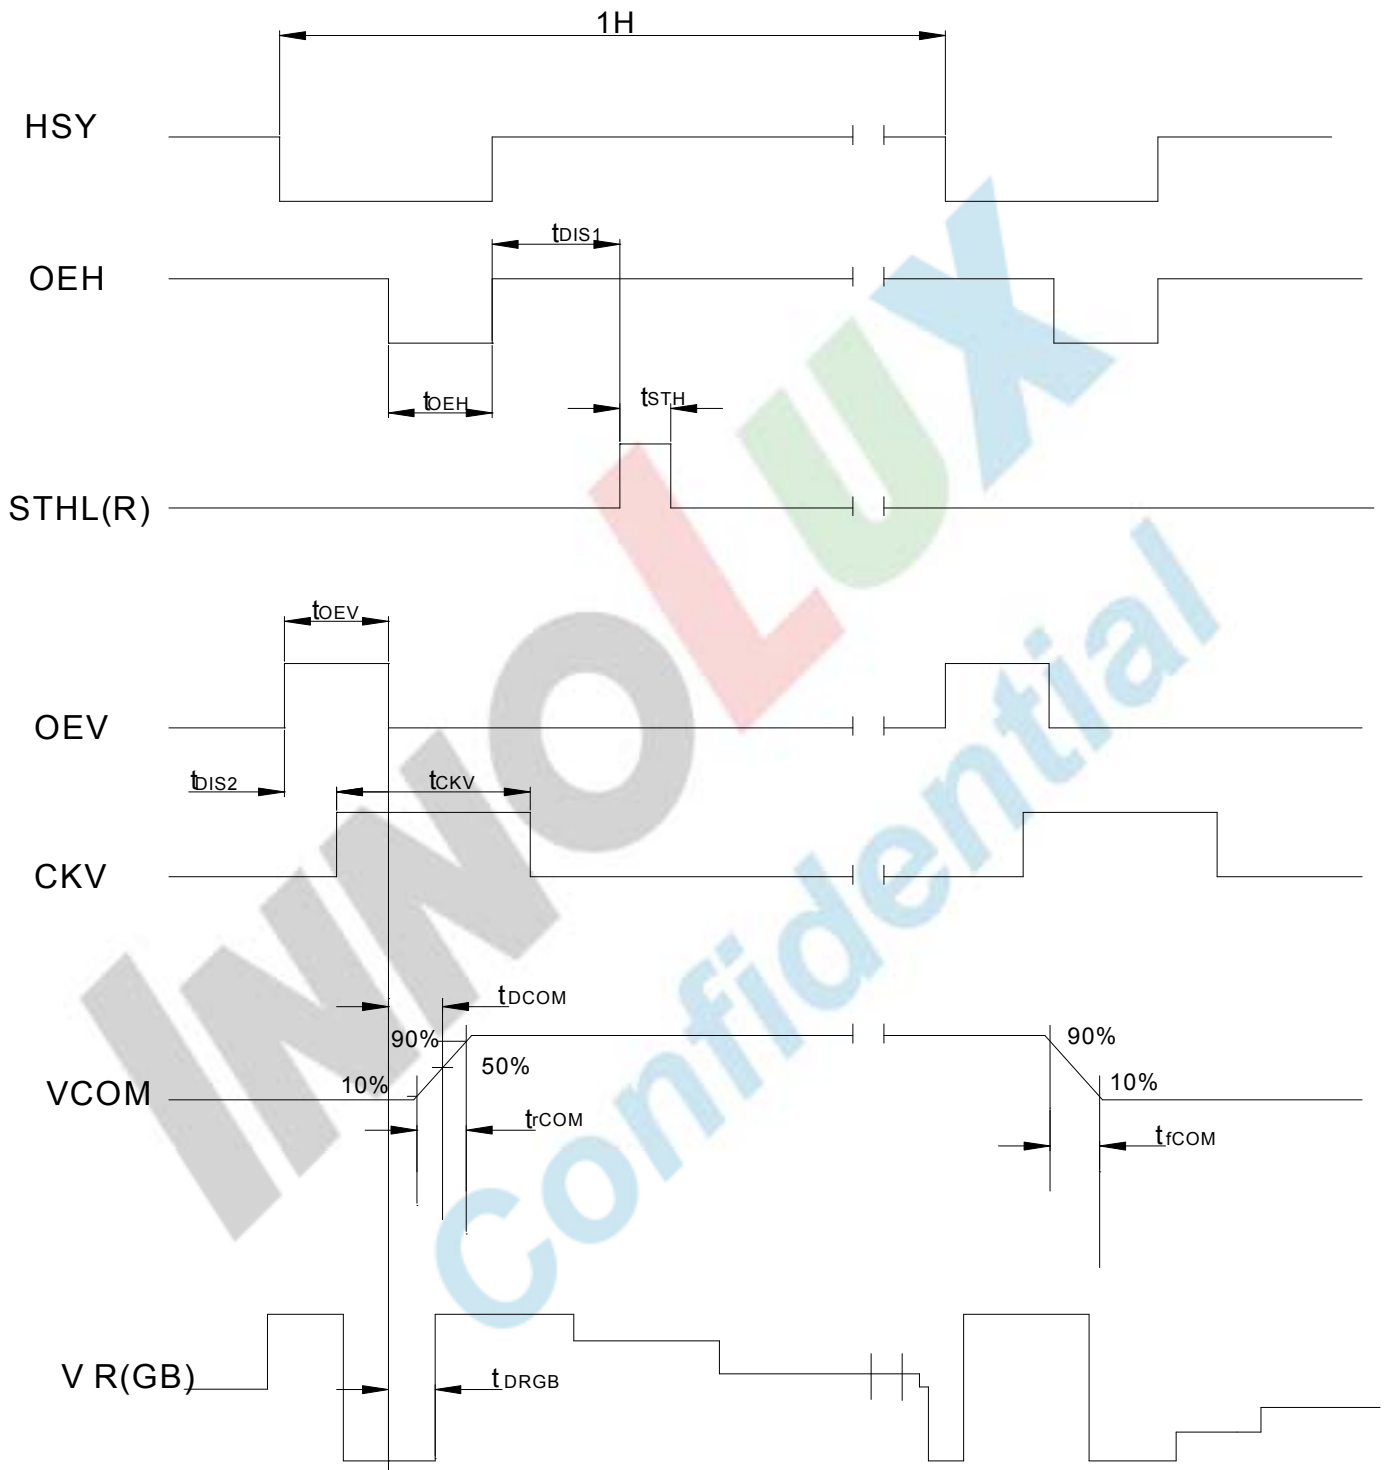 1H
HSY
tDIS1
OEH
tOEH
tSTH
STHL(R)
tOEV
OEV
tDIS2
tCKV
CKV
tDCOM
90%
90%
50%
10%
10%
VCOM
trCOM
tfCOM
V R(GB)
tDRGB
INNOLUX
Confidential